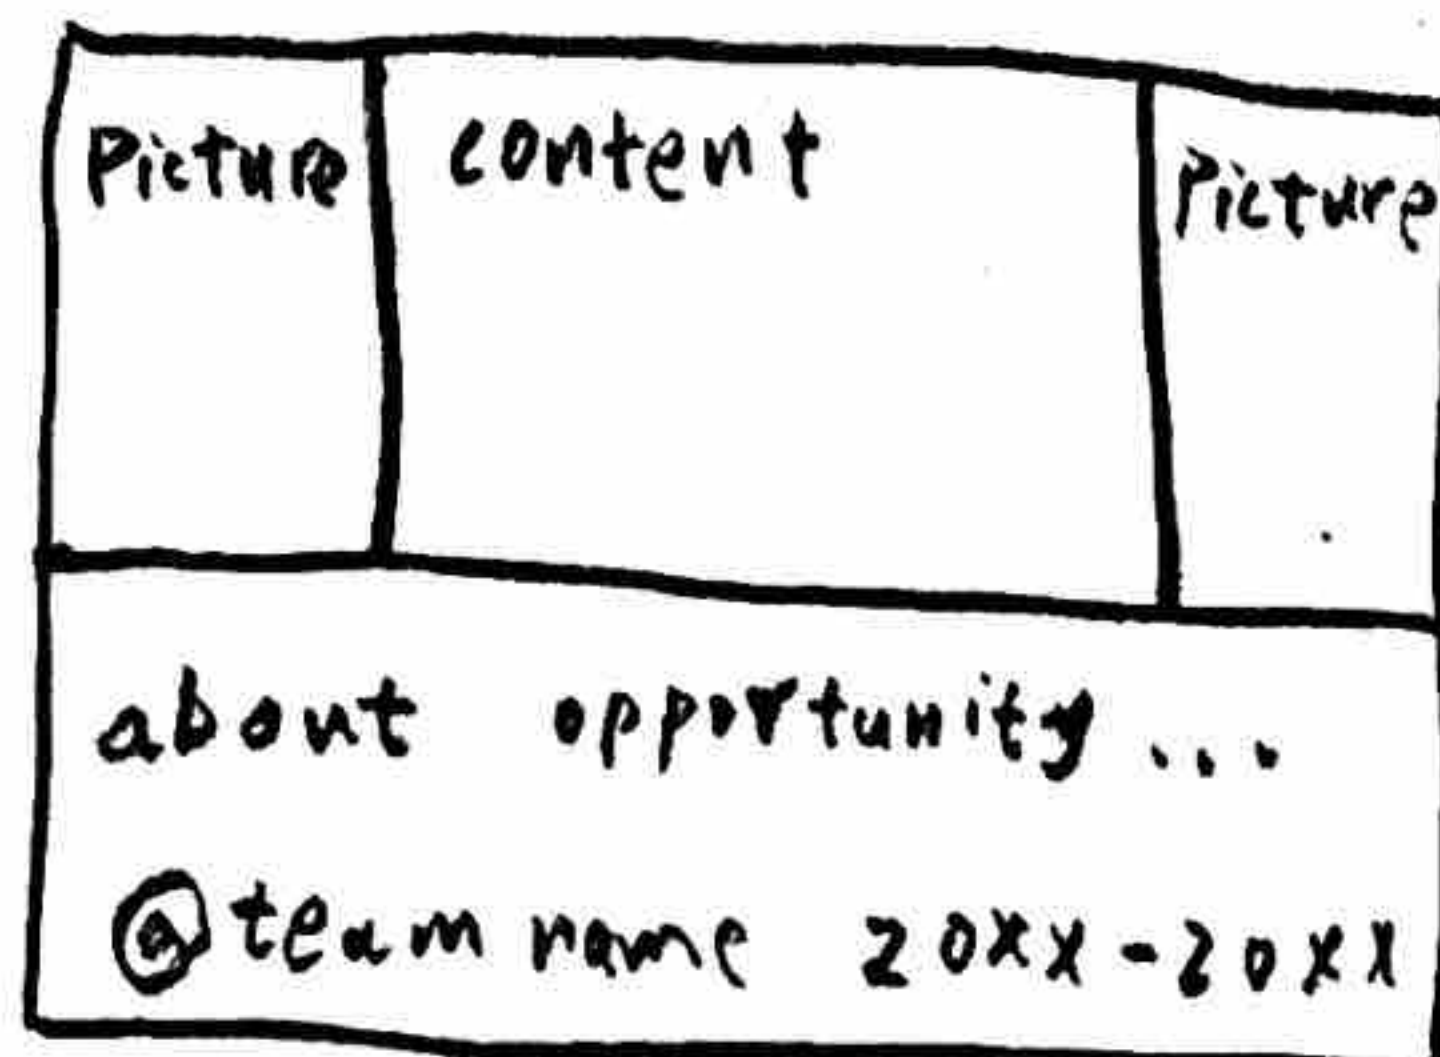 Picture
content
Picture
about opportunity...
@team name 20xx-20xx